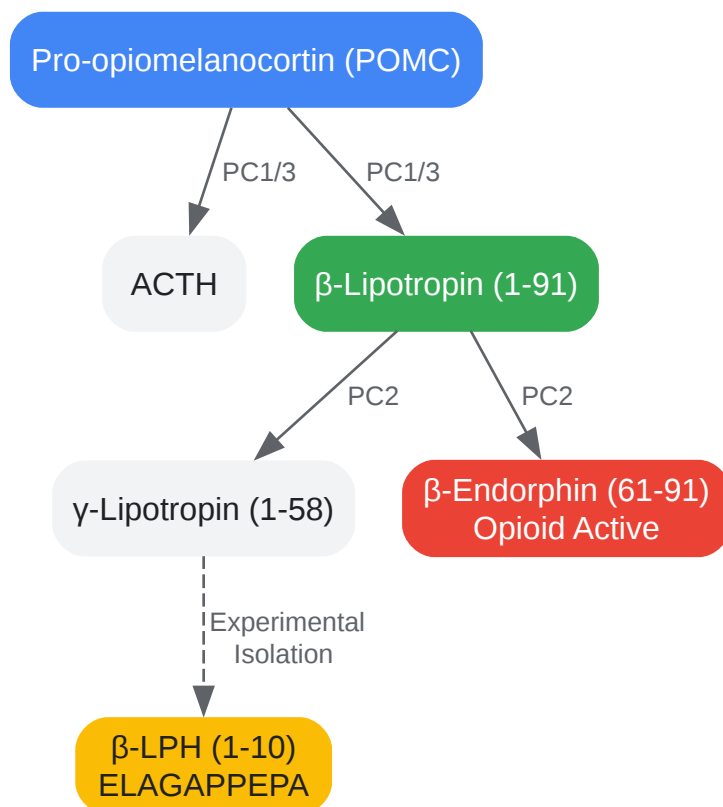 Pro-opiomelanocortin (POMC)
PC1/3
PC1/3
ACTH
β-Lipotropin (1-91)
PC2
PC2
γ-Lipotropin (1-58)
β-Endorphin (61-91)
Opioid Active
Experimental
Isolation
β-LPH (1-10)
ELAGAPPEPA